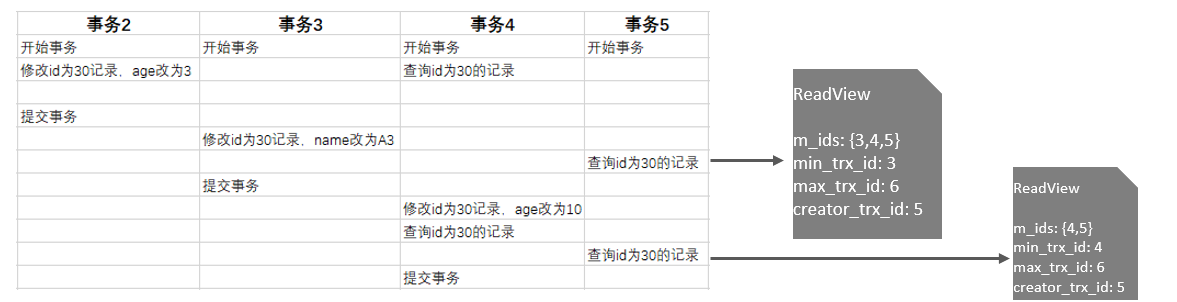 事务2 事务3 事务4 事务5
开始事务 开始事务 开始事务 开始事务
修改id为30记录，age改为3 查询id为30的记录
提交事务
修改id为30记录，name改为A3
查询id为30的记录
提交事务
修改id为30记录，age改为10
查询id为30的记录
查询id为30的记录
提交事务
ReadView
m_ids: {3,4,5}
min_trx_id: 3
max_trx_id: 6
creator_trx_id: 5
ReadView
m_ids: {4,5}
min_trx_id: 4
max_trx_id: 6
creator_trx_id: 5